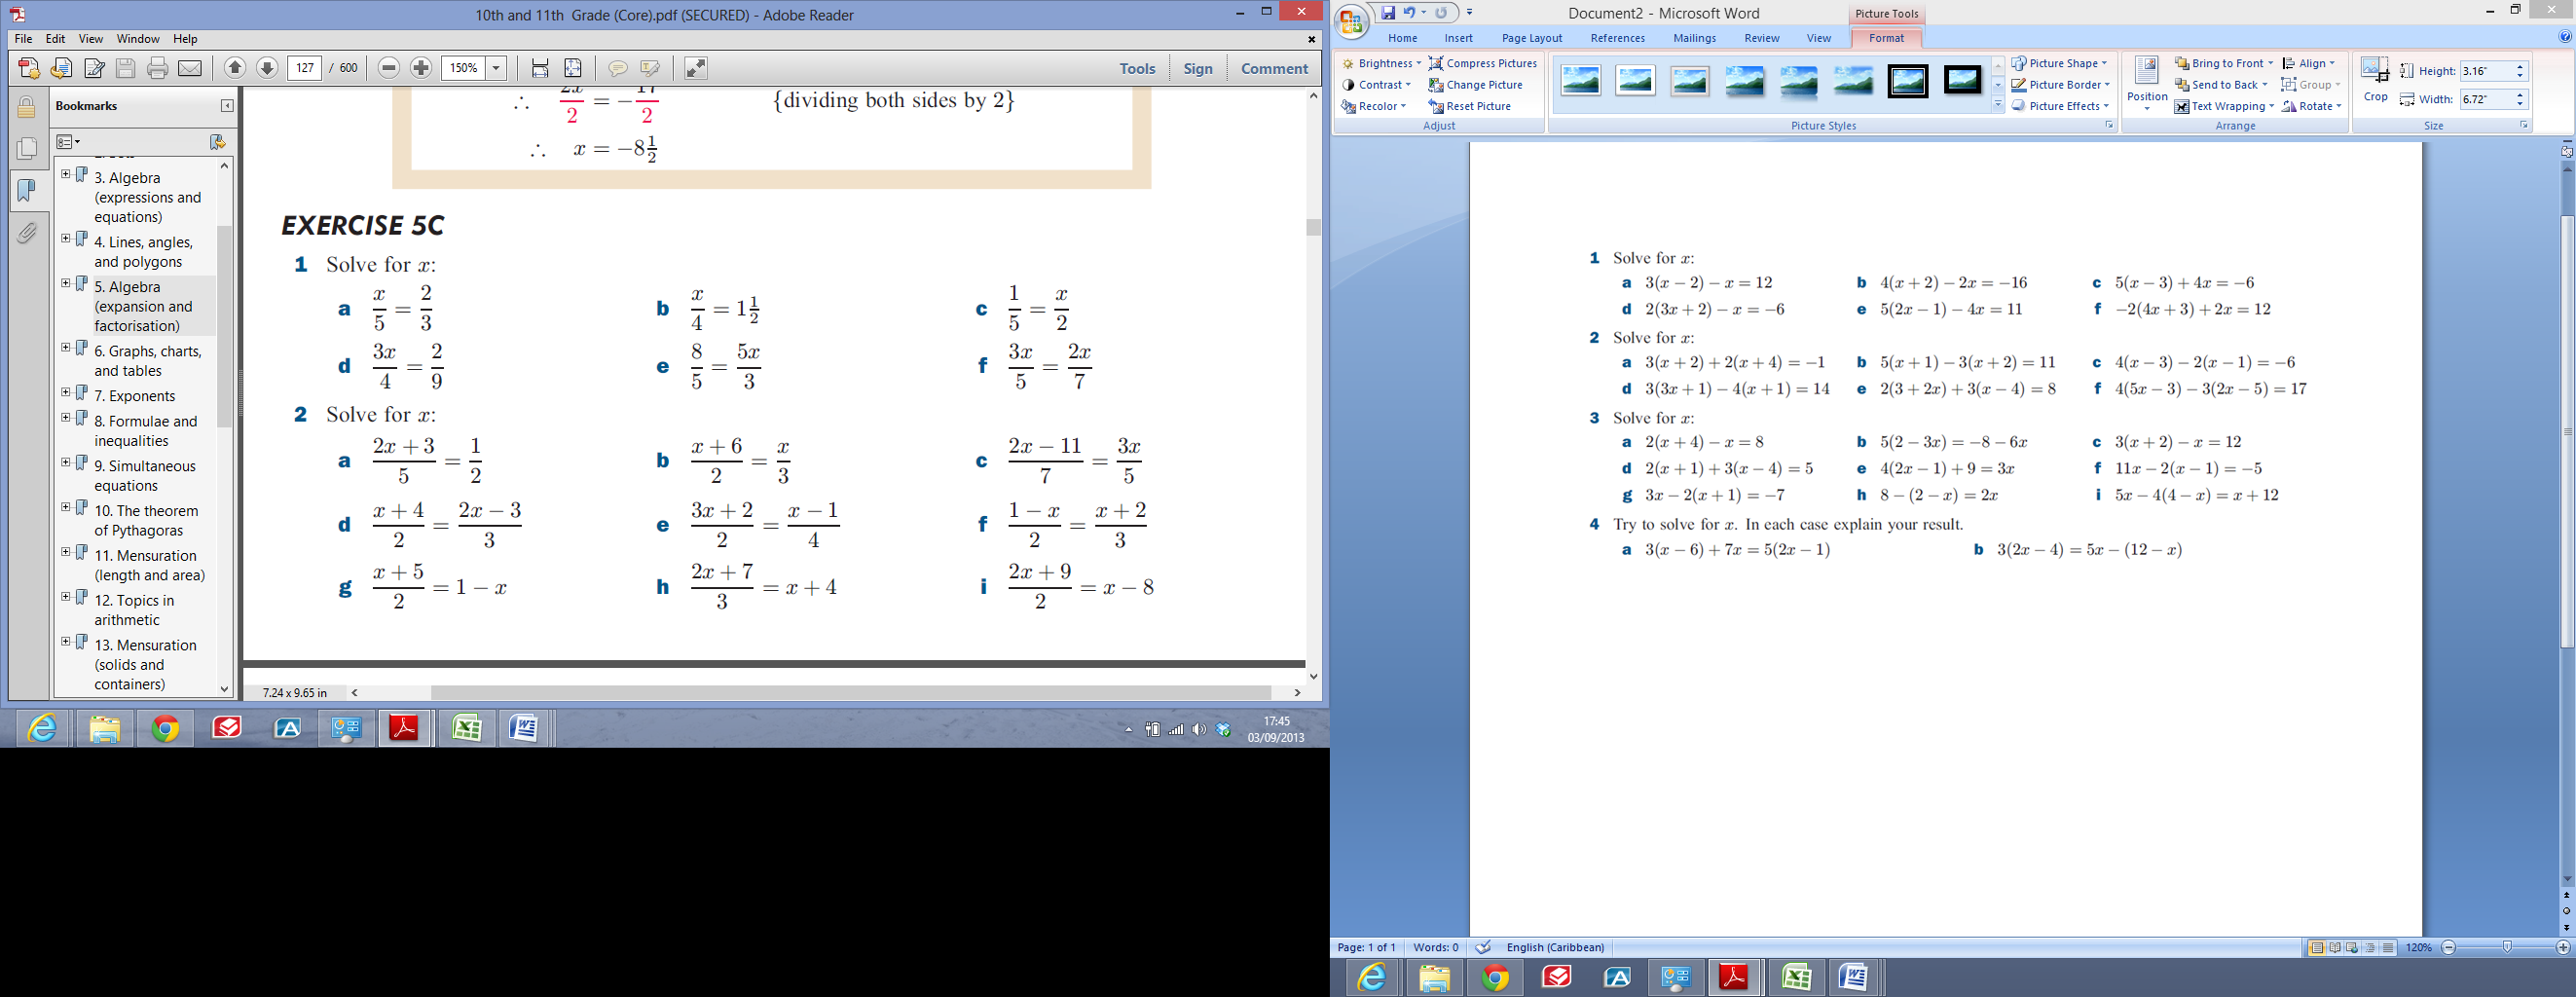 10th and 11th Grade (Core).pdf (SECURED) - Adobe Reader
File Edit View Window Help
127 / 600 150% Tools Sign Comment
Bookmarks
3. Algebra
(expressions and
equations)
4. Lines, angles,
and polygons
5. Algebra
(expansion and
factorisation)
6. Graphs, charts,
and tables
7. Exponents
8. Formulae and
inequalities
9. Simultaneous
equations
10. The theorem
of Pythagoras
11. Mensuration
(length and area)
12. Topics in
arithmetic
13. Mensuration
(solids and
containers)
∴ 2x/2 = −17/2 {dividing both sides by 2}
∴ x = −8½
EXERCISE 5C
1 Solve for x:
a x/5 = 2/3 b x/4 = 1½ c 1/5 = x/2
d 3x/4 = 2/9 e 8/5 = 5x/3 f 3x/5 = 2x/7
2 Solve for x:
a (2x + 3)/5 = 1/2 b (x + 6)/2 = x/3 c (2x − 11)/7 = 3x/5
d (x + 4)/2 = (2x − 3)/3 e (3x + 2)/2 = (x − 1)/4 f (1 − x)/2 = (x + 2)/3
g (x + 5)/2 = 1 − x h (2x + 7)/3 = x + 4 i (2x + 9)/2 = x − 8
7.24 x 9.65 in
17:45
03/09/2013
Document2 - Microsoft Word Picture Tools
Home Insert Page Layout References Mailings Review View Format
Brightness Compress Pictures Picture Shape Bring to Front Align Height: 3.16"
Contrast Change Picture Picture Border Position Send to Back Group Crop Width: 6.72"
Recolor Reset Picture Picture Effects Text Wrapping Rotate
Adjust Picture Styles Arrange Size
1 Solve for x:
a 3(x − 2) − x = 12 b 4(x + 2) − 2x = −16 c 5(x − 3) + 4x = −6
d 2(3x + 2) − x = −6 e 5(2x − 1) − 4x = 11 f −2(4x + 3) + 2x = 12
2 Solve for x:
a 3(x + 2) + 2(x + 4) = −1 b 5(x + 1) − 3(x + 2) = 11 c 4(x − 3) − 2(x − 1) = −6
d 3(3x + 1) − 4(x + 1) = 14 e 2(3 + 2x) + 3(x − 4) = 8 f 4(5x − 3) − 3(2x − 5) = 17
3 Solve for x:
a 2(x + 4) − x = 8 b 5(2 − 3x) = −8 − 6x c 3(x + 2) − x = 12
d 2(x + 1) + 3(x − 4) = 5 e 4(2x − 1) + 9 = 3x f 11x − 2(x − 1) = −5
g 3x − 2(x + 1) = −7 h 8 − (2 − x) = 2x i 5x − 4(4 − x) = x + 12
4 Try to solve for x. In each case explain your result.
a 3(x − 6) + 7x = 5(2x − 1) b 3(2x − 4) = 5x − (12 − x)
Page: 1 of 1 Words: 0 English (Caribbean) 120%